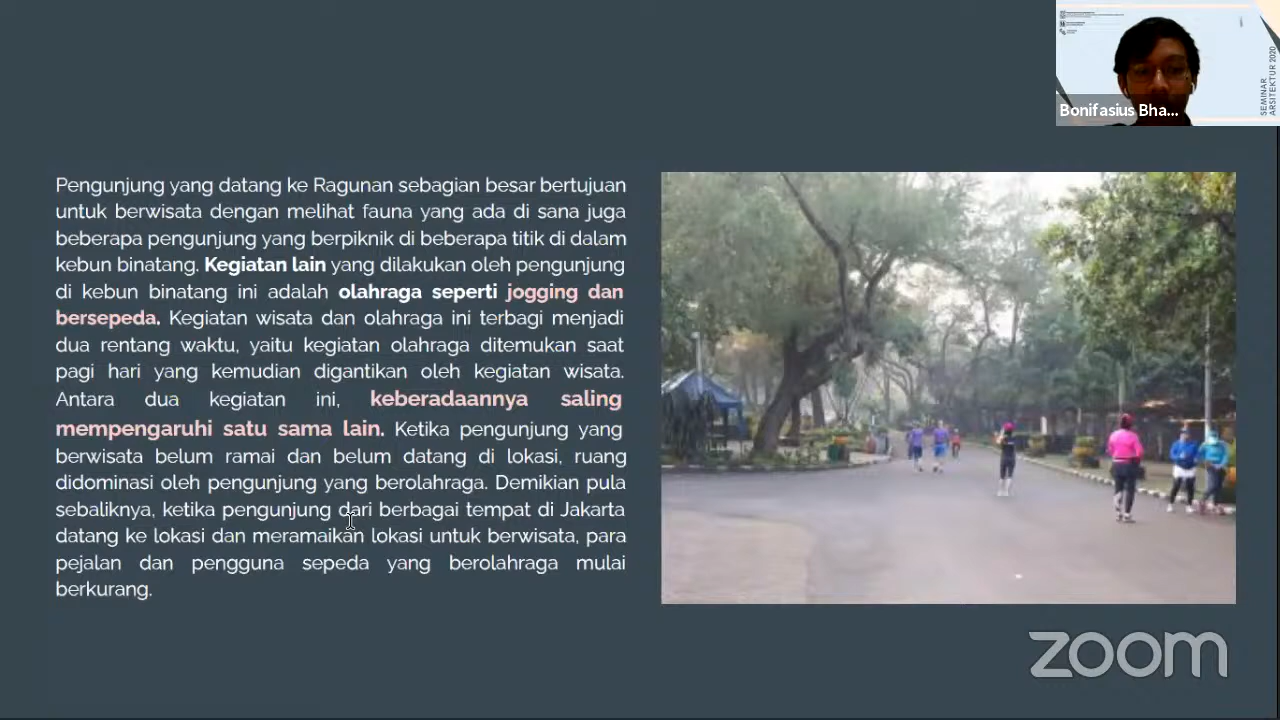 Pengunjung yang datang ke Ragunan sebagian besar bertujuan
untuk berwisata dengan melihat fauna yang ada di sana juga
beberapa pengunjung yang berpiknik di beberapa titik di dalam
kebun binatang. Kegiatan lain yang dilakukan oleh pengunjung
di kebun binatang ini adalah olahraga seperti jogging dan
bersepeda. Kegiatan wisata dan olahraga ini terbagi menjadi
dua rentang waktu, yaitu kegiatan olahraga ditemukan saat
pagi hari yang kemudian digantikan oleh kegiatan wisata.
Antara dua kegiatan ini, keberadaannya saling
mempengaruhi satu sama lain. Ketika pengunjung yang
berwisata belum ramai dan belum datang di lokasi, ruang
didominasi oleh pengunjung yang berolahraga. Demikian pula
sebaliknya, ketika pengunjung dari berbagai tempat di Jakarta
datang ke lokasi dan meramaikan lokasi untuk berwisata, para
pejalan dan pengguna sepeda yang berolahraga mulai
berkurang.
Bonifasius Bha...
SEMINAR
ARSITEKTUR 2020
zoom